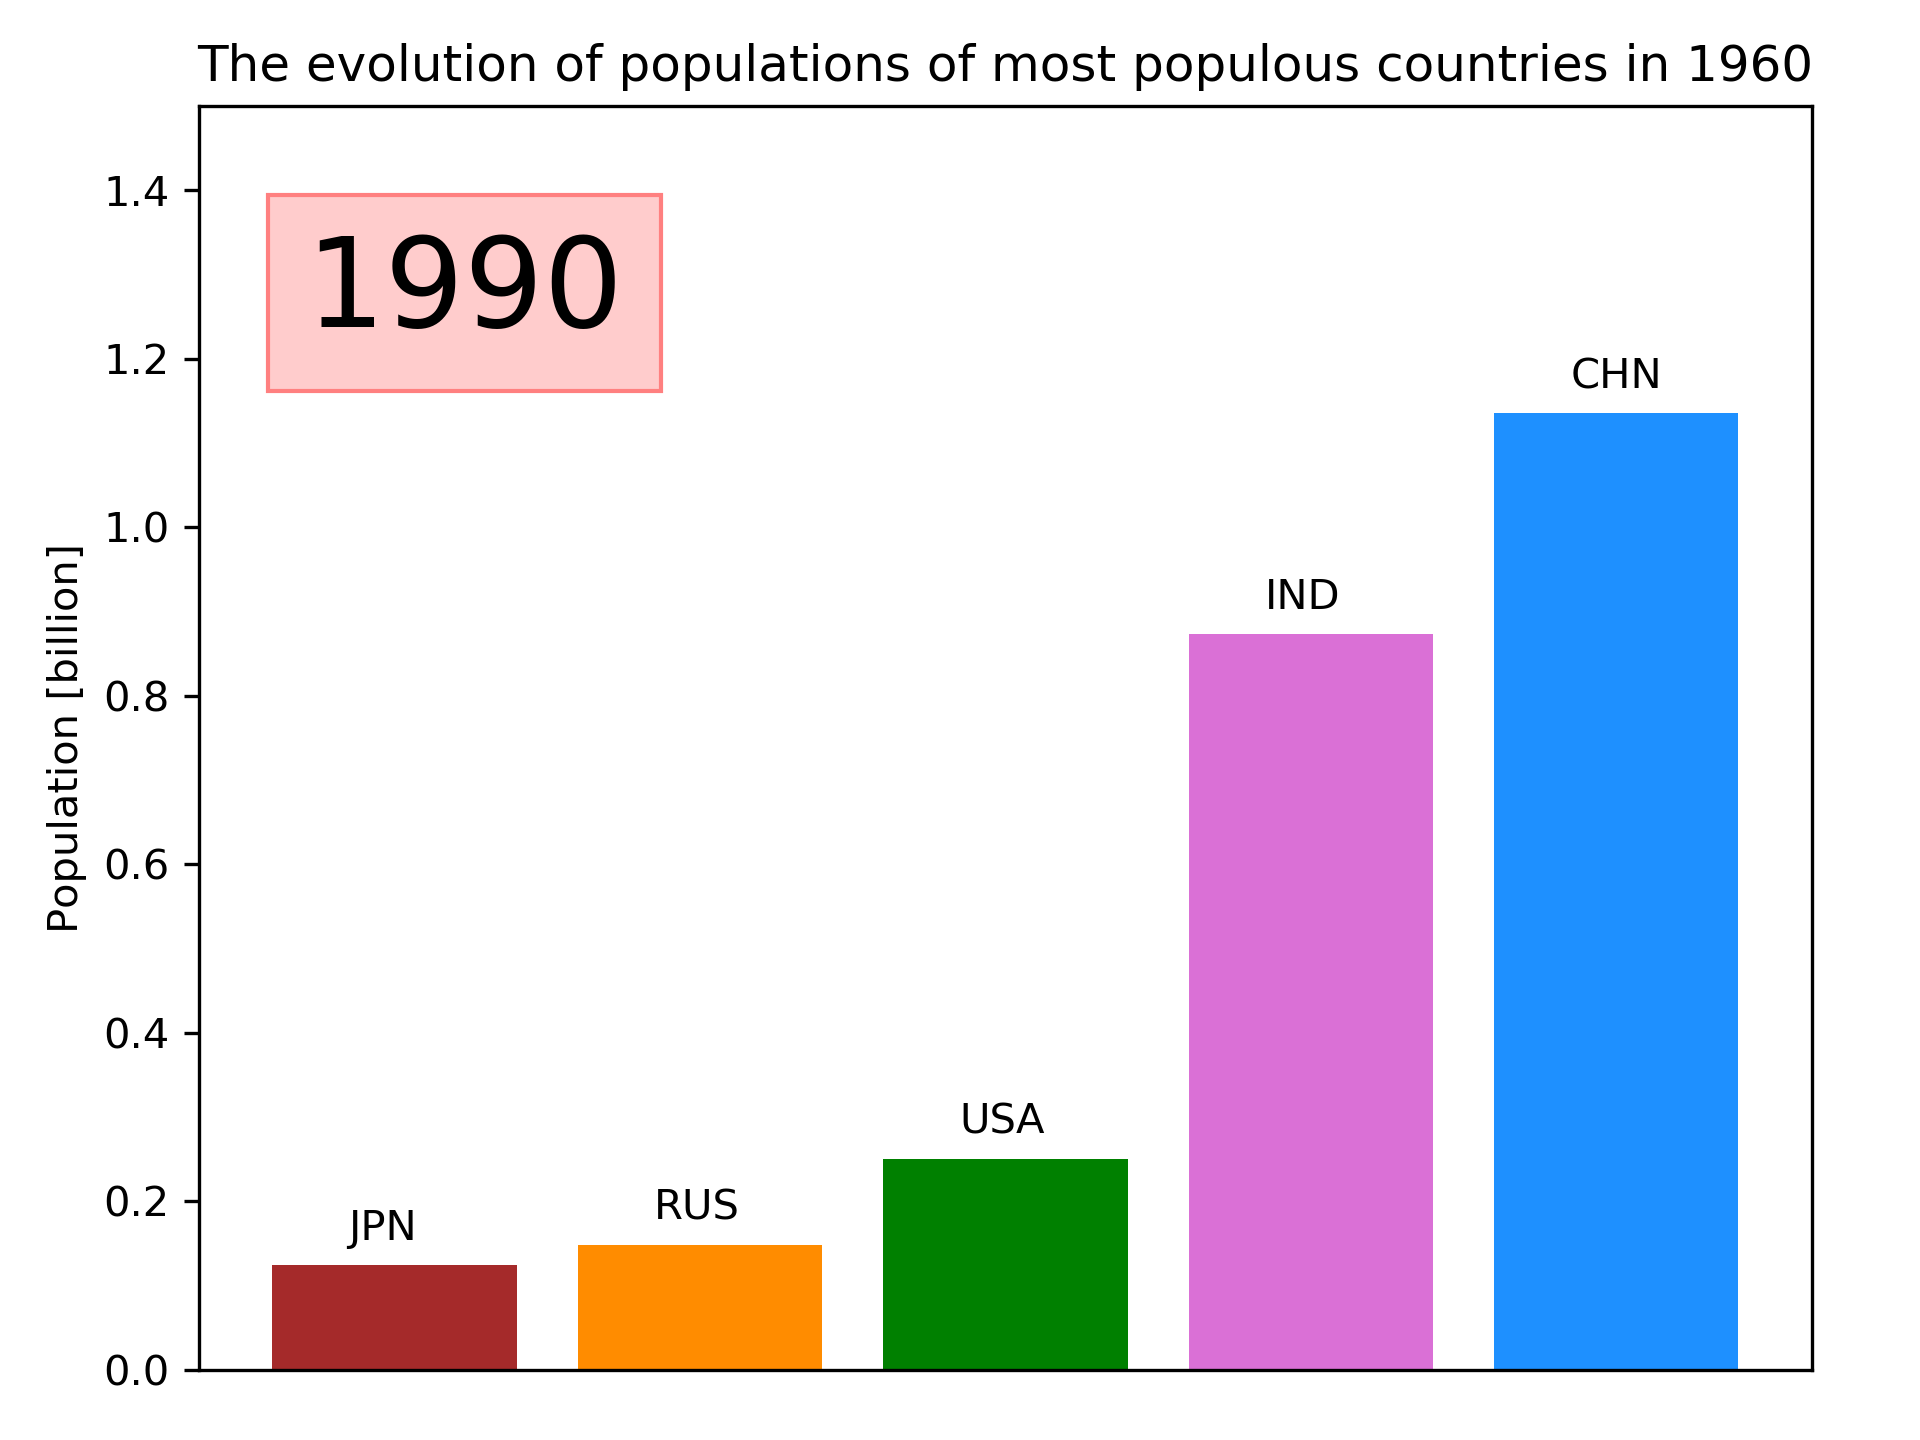 The evolution of populations of most populous countries in 1960
1990
Population [billion]
1.4
1.2
1.0
0.8
0.6
0.4
0.2
0.0
JPN
RUS
USA
IND
CHN